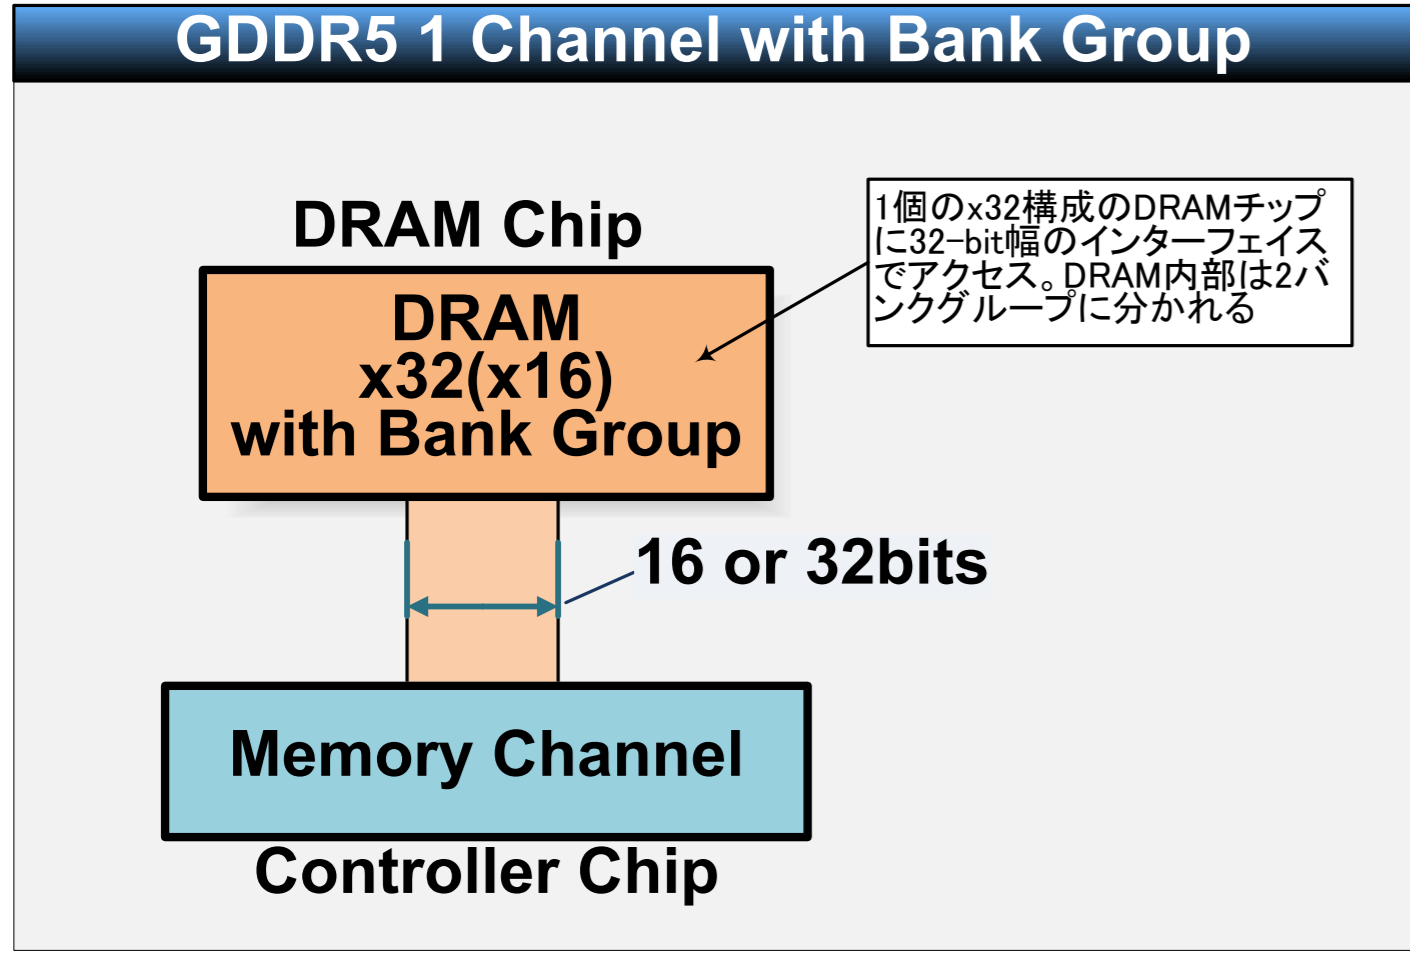 GDDR5 1 Channel with Bank Group
DRAM Chip
1個のx32構成のDRAMチップ
に32-bit幅のインターフェイス
でアクセス。DRAM内部は2バ
ンクグループに分かれる
DRAM
x32(x16)
with Bank Group
16 or 32bits
Memory Channel
Controller Chip